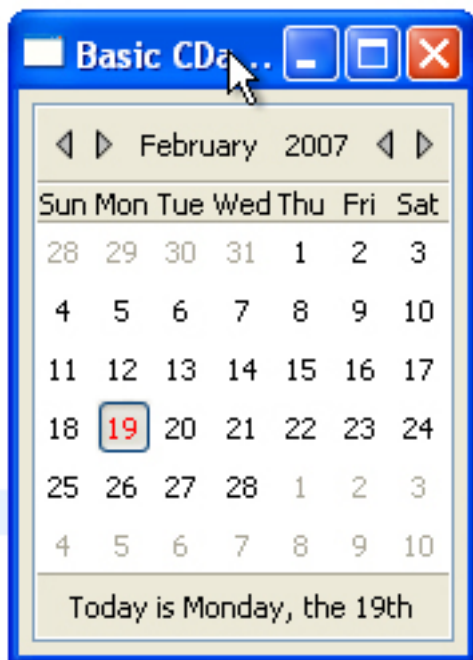 Basic CDa...
February 2007
Sun Mon Tue Wed Thu Fri Sat
28 29 30 31 1 2 3
4 5 6 7 8 9 10
11 12 13 14 15 16 17
18 19 20 21 22 23 24
25 26 27 28 1 2 3
4 5 6 7 8 9 10
Today is Monday, the 19th